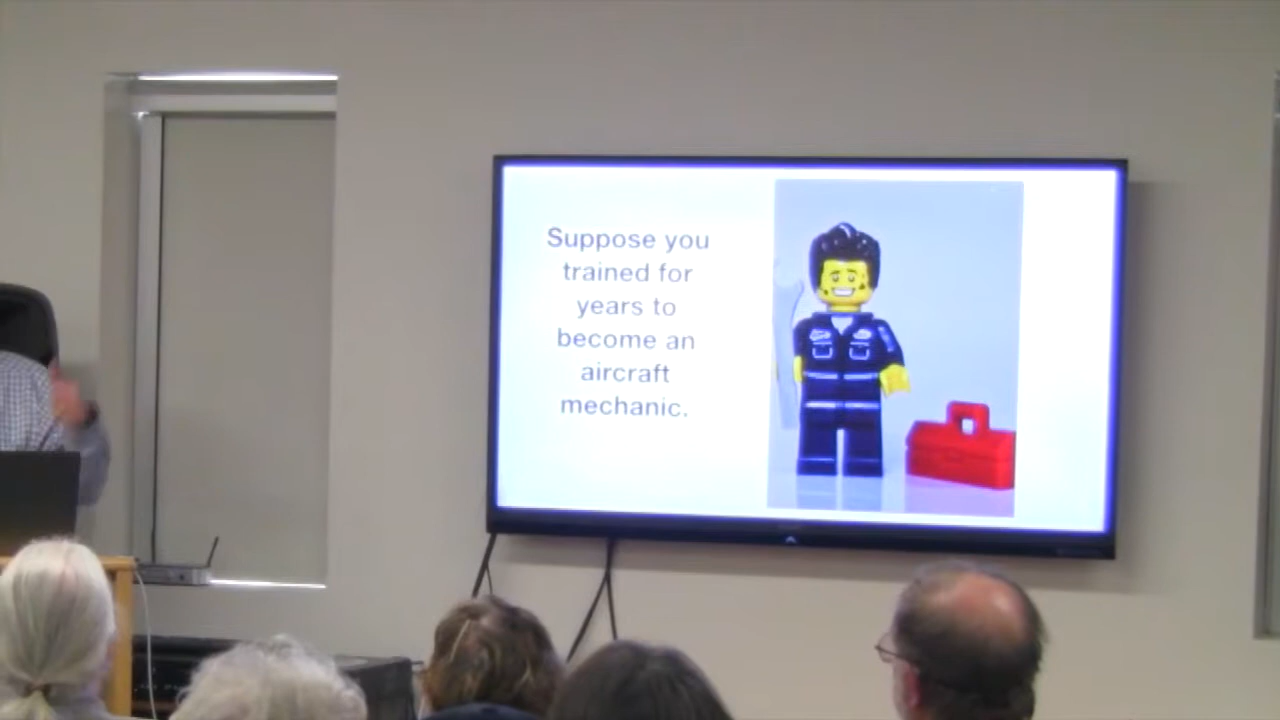 Suppose you
trained for
years to
become an
aircraft
mechanic.